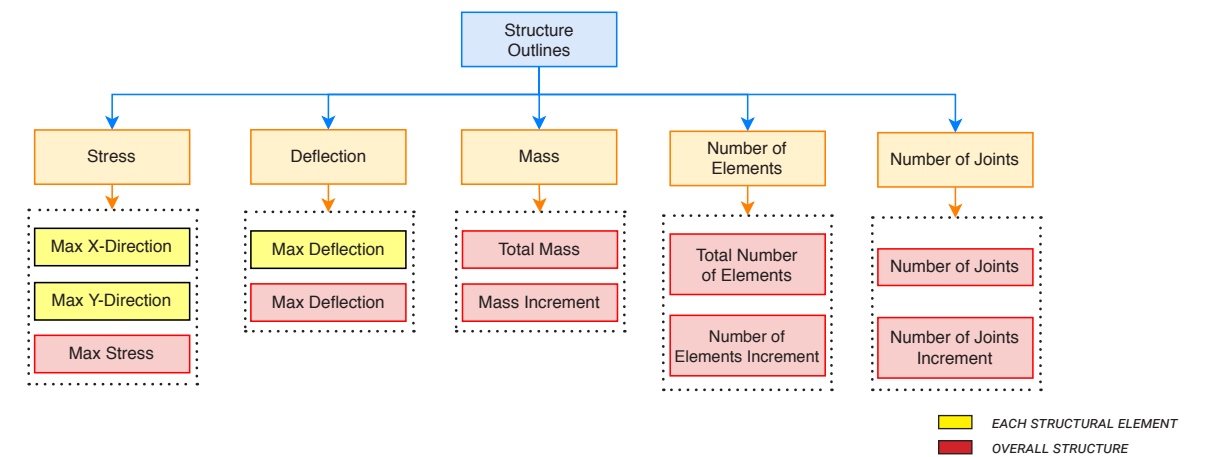 Structure
Outlines
Stress
Deflection
Mass
Number of
Elements
Number of Joints
Max X-Direction
Max Y-Direction
Max Stress
Max Deflection
Max Deflection
Total Mass
Mass Increment
Total Number
of Elements
Number of
Elements Increment
Number of Joints
Number of Joints
Increment
EACH STRUCTURAL ELEMENT
OVERALL STRUCTURE